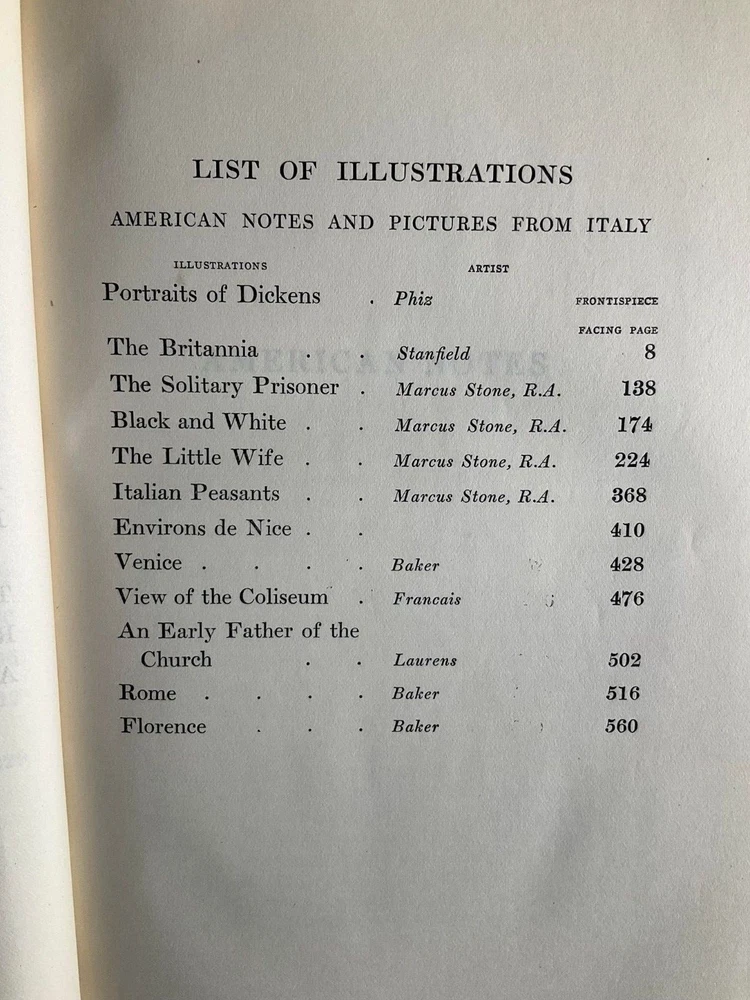 LIST OF ILLUSTRATIONS
AMERICAN NOTES AND PICTURES FROM ITALY
ILLUSTRATIONS ARTIST
Portraits of Dickens . Phiz FRONTISPIECE
FACING PAGE
The Britannia . Stanfield 8
The Solitary Prisoner . Marcus Stone, R.A. 138
Black and White . . Marcus Stone, R.A. 174
The Little Wife . . Marcus Stone, R.A. 224
Italian Peasants . . Marcus Stone, R.A. 368
Environs de Nice . . 410
Venice . . . . Baker 428
View of the Coliseum . Francais 476
An Early Father of the
Church . . Laurens 502
Rome . . . . Baker 516
Florence . . . Baker 560